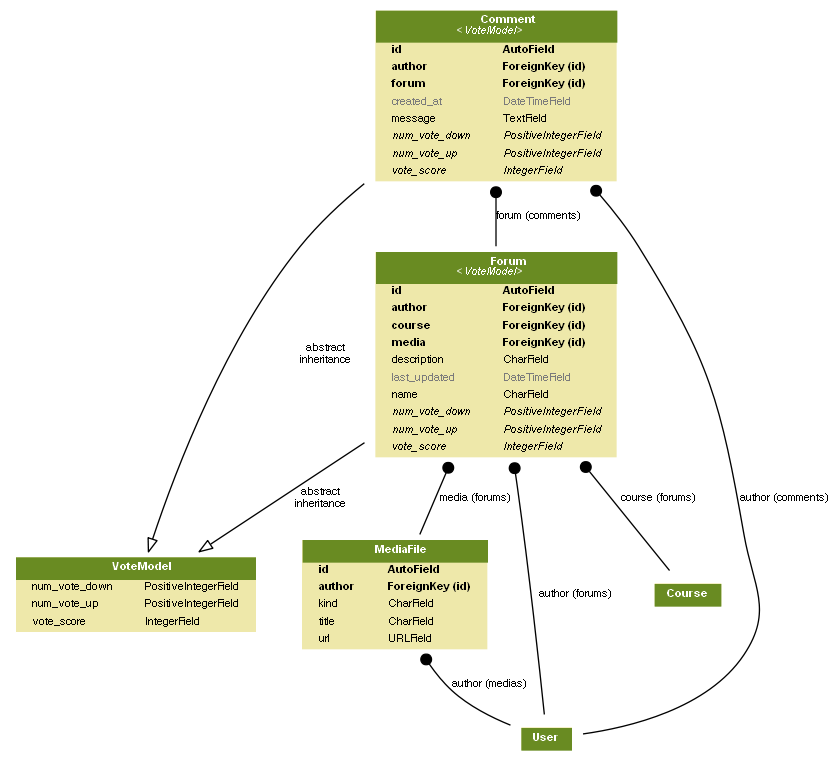 Comment
< VoteModel>
id AutoField
author ForeignKey (id)
forum ForeignKey (id)
created_at DateTimeField
message TextField
num_vote_down PositiveIntegerField
num_vote_up PositiveIntegerField
vote_score IntegerField
forum (comments)
Forum
< VoteModel>
id AutoField
author ForeignKey (id)
course ForeignKey (id)
media ForeignKey (id)
description CharField
last_updated DateTimeField
name CharField
num_vote_down PositiveIntegerField
num_vote_up PositiveIntegerField
vote_score IntegerField
abstract
inheritance
abstract
inheritance
media (forums)
course (forums)
author (comments)
VoteModel
num_vote_down PositiveIntegerField
num_vote_up PositiveIntegerField
vote_score IntegerField
MediaFile
id AutoField
author ForeignKey (id)
kind CharField
title CharField
url URLField
author (forums)
Course
author (medias)
User